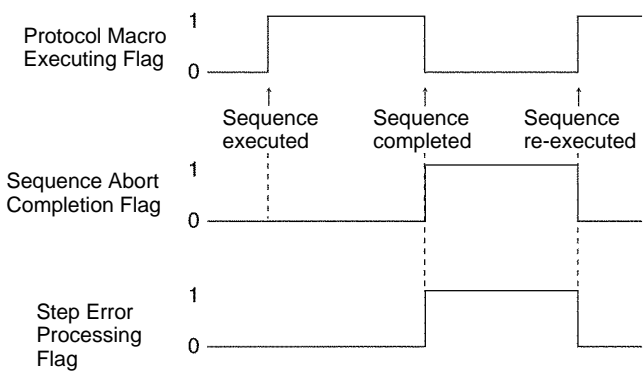 Protocol Macro
Executing Flag
1
0
Sequence
executed
Sequence
completed
Sequence
re-executed
Sequence Abort
Completion Flag
1
0
Step Error
Processing
Flag
1
0